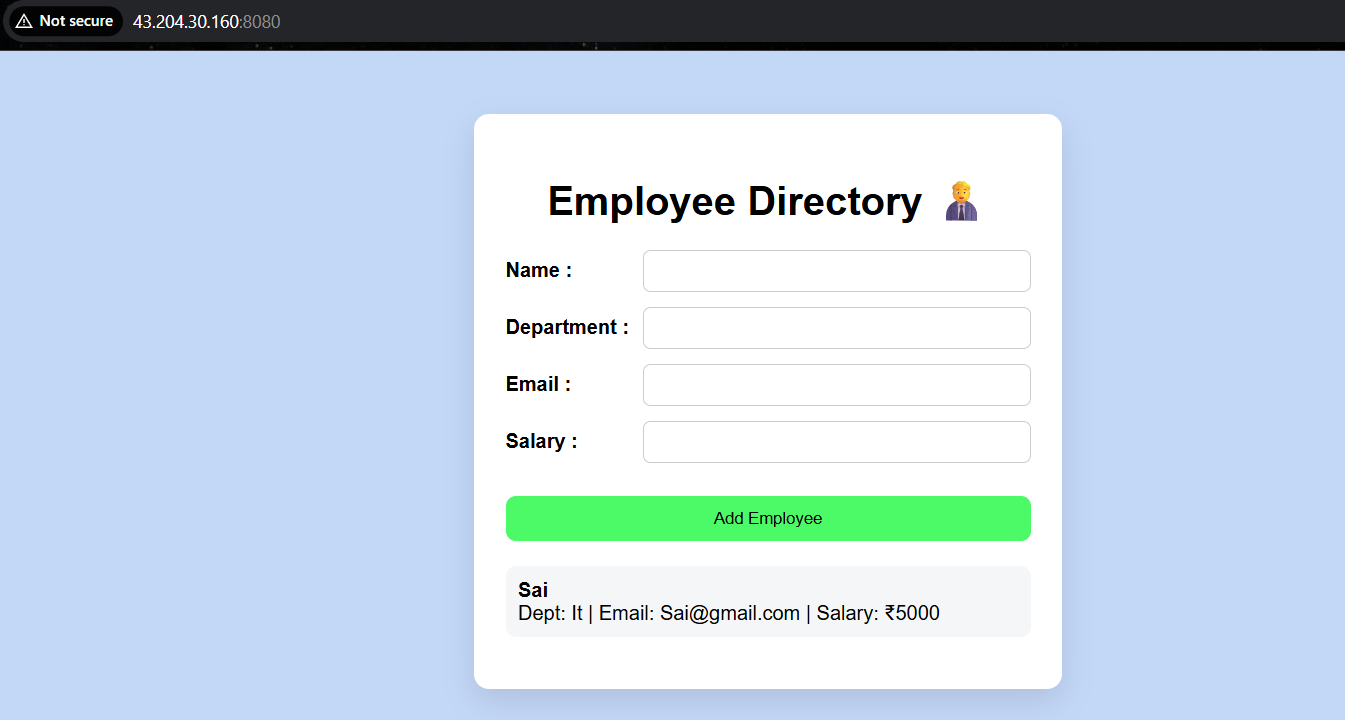 Not secure 43.204.30.160:8080
Employee Directory
Name :
Department :
Email :
Salary :
Add Employee
Sai
Dept: It | Email: Sai@gmail.com | Salary: ₹5000